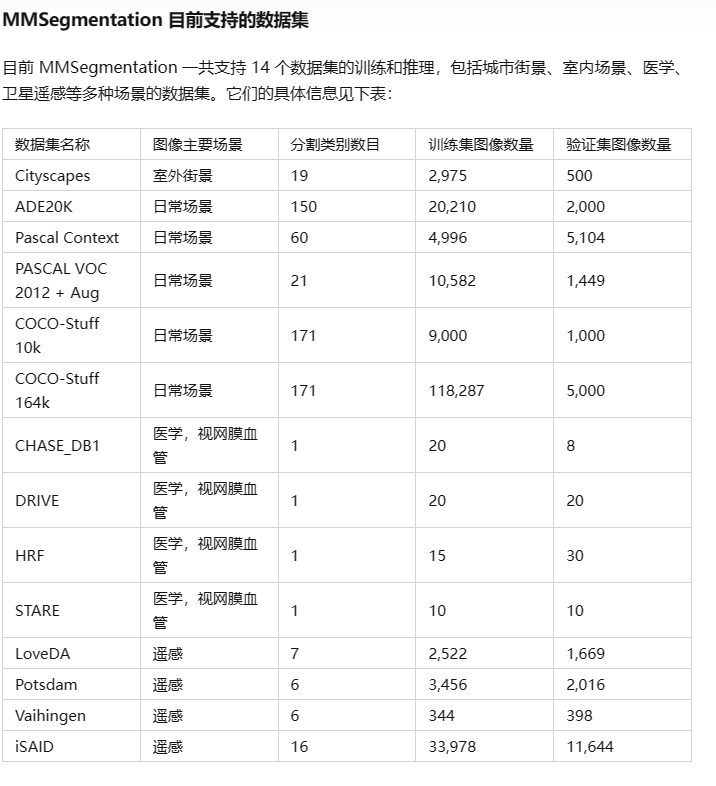 MMSegmentation 目前支持的数据集
目前 MMSegmentation 一共支持 14 个数据集的训练和推理，包括城市街景、室内场景、医学、
卫星遥感等多种场景的数据集。它们的具体信息见下表：
数据集名称 图像主要场景 分割类别数目 训练集图像数量 验证集图像数量
Cityscapes 室外街景 19 2,975 500
ADE20K 日常场景 150 20,210 2,000
Pascal Context 日常场景 60 4,996 5,104
PASCAL VOC
2012 + Aug 日常场景 21 10,582 1,449
COCO-Stuff
10k 日常场景 171 9,000 1,000
COCO-Stuff
164k 日常场景 171 118,287 5,000
CHASE_DB1 医学，视网膜血
管 1 20 8
DRIVE 医学，视网膜血
管 1 20 20
HRF 医学，视网膜血
管 1 15 30
STARE 医学，视网膜血
管 1 10 10
LoveDA 遥感 7 2,522 1,669
Potsdam 遥感 6 3,456 2,016
Vaihingen 遥感 6 344 398
iSAID 遥感 16 33,978 11,644